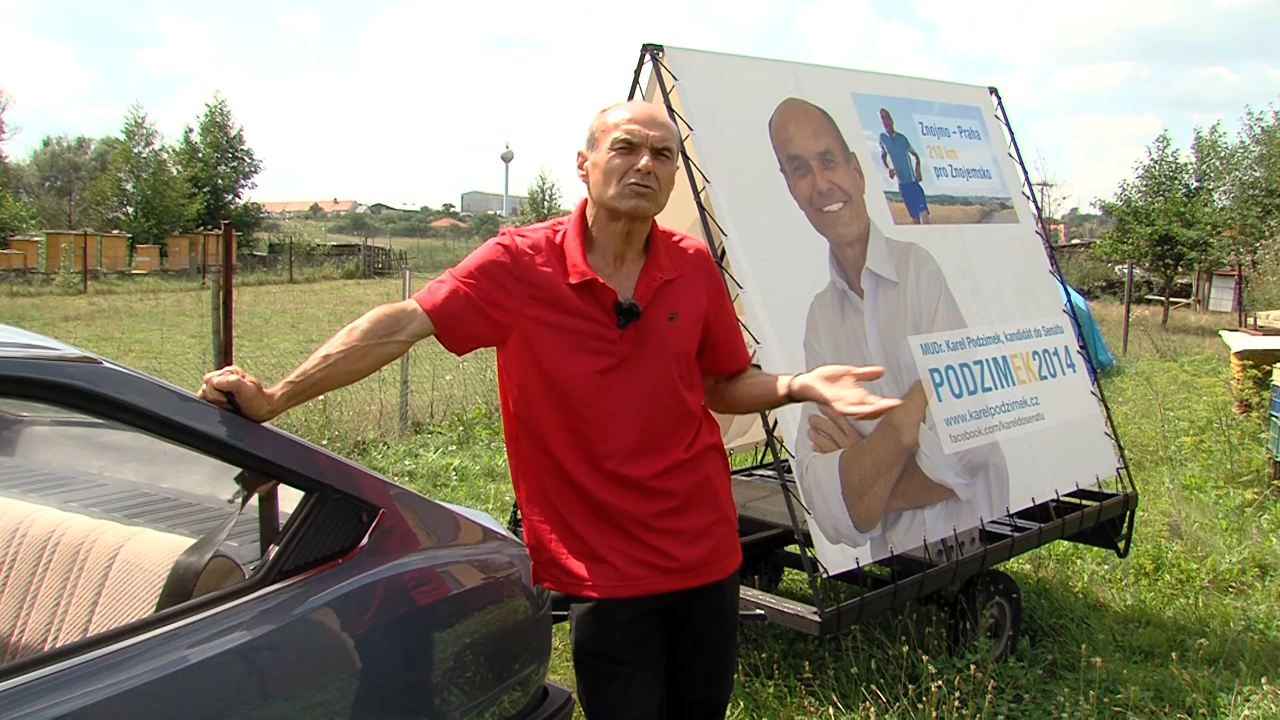 Znojmo – Praha
210 km
pro Znojemsko
MUDr. Karel Podzimek, kandidát do Senátu
PODZIMEK2014
www.karelpodzimek.cz
facebook.com/kareldosenatu